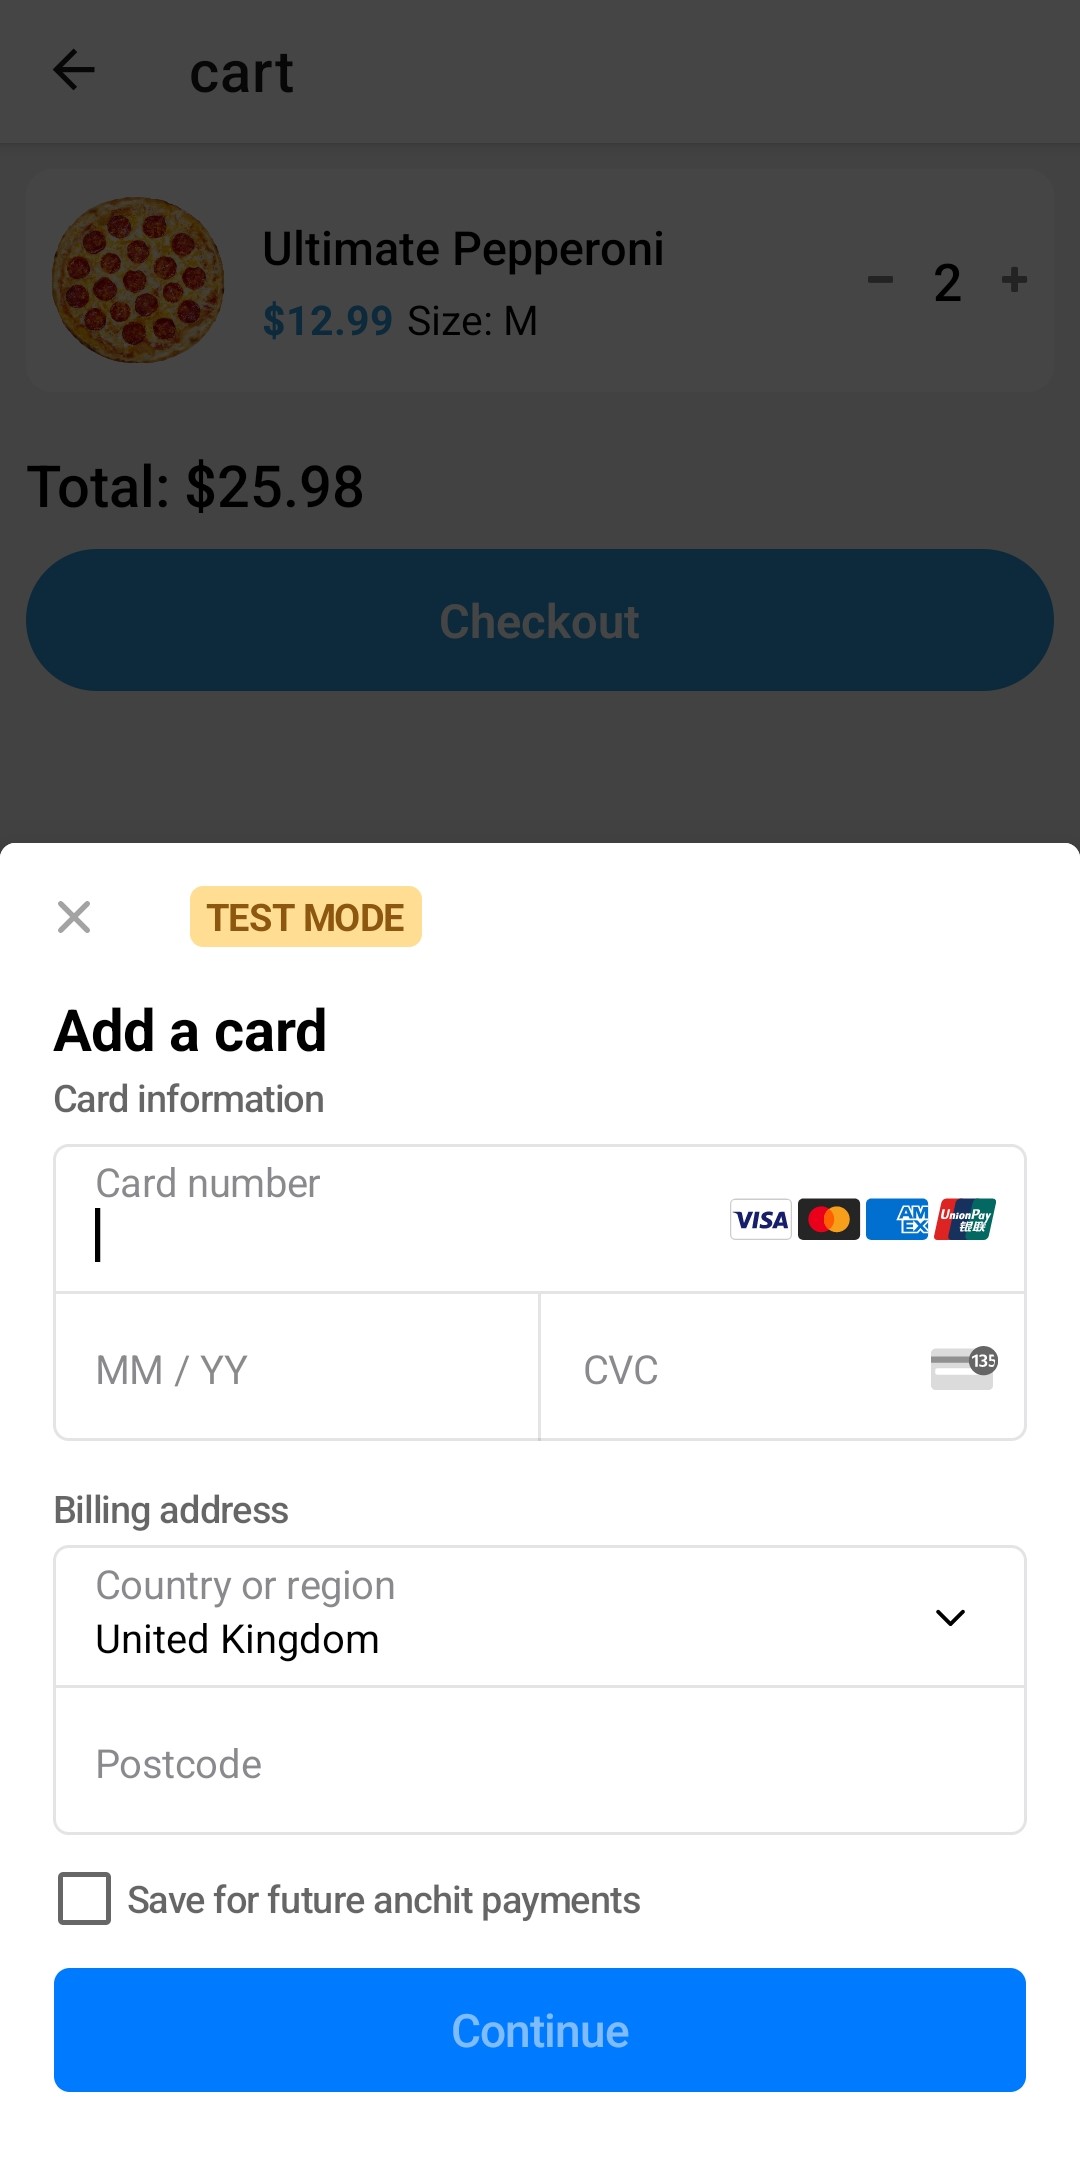 cart
Ultimate Pepperoni
$12.99 Size: M
− 2 +
Total: $25.98
Checkout
TEST MODE
Add a card
Card information
Card number
VISA AM EX UnionPay 银联
MM / YY
CVC
135
Billing address
Country or region
United Kingdom
Postcode
Save for future anchit payments
Continue